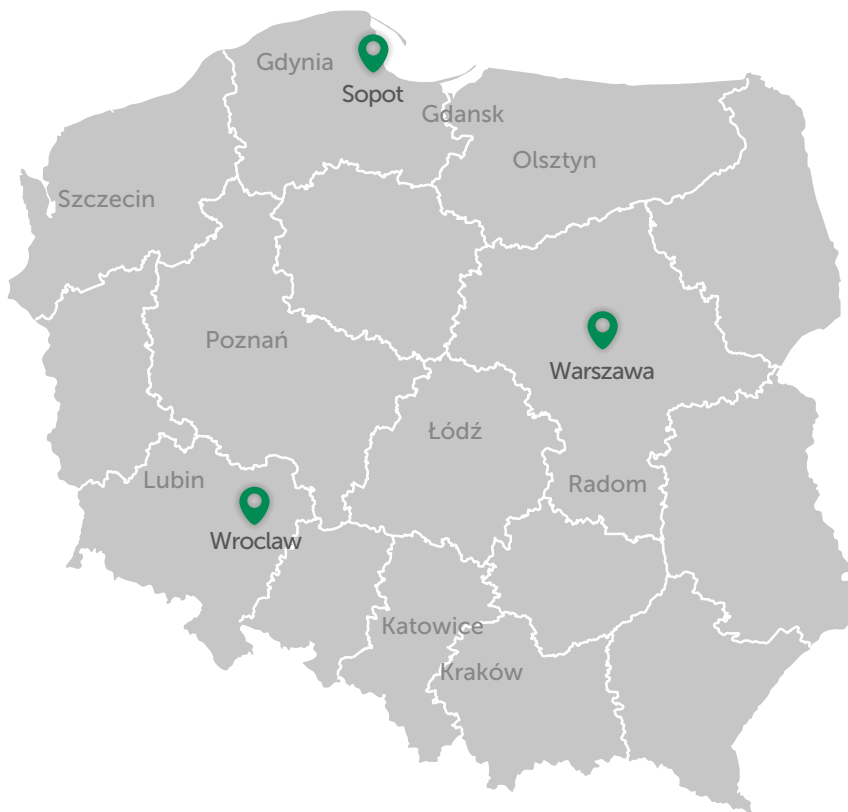 Gdynia
Sopot
Gdansk
Olsztyn
Szczecin
Poznań
Warszawa
Łódź
Lubin
Radom
Wroclaw
Katowice
Kraków